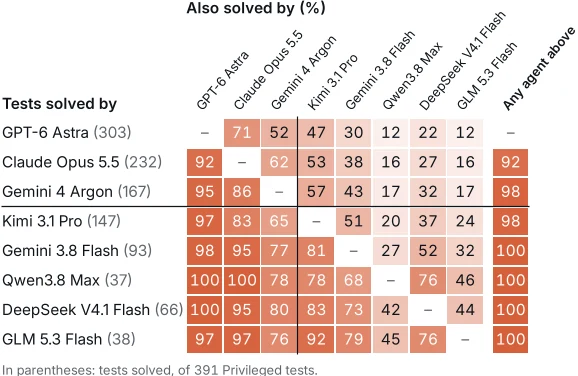 Also solved by (%)
Tests solved by GPT-6 Astra Claude Opus 5.5 Gemini 4 Argon Kimi 3.1 Pro Gemini 3.8 Flash Qwen3.8 Max DeepSeek V4.1 Flash GLM 5.3 Flash Any agent above
GPT-6 Astra (303) – 71 52 47 30 12 22 12 –
Claude Opus 5.5 (232) 92 – 62 53 38 16 27 16 92
Gemini 4 Argon (167) 95 86 – 57 43 17 32 17 98
Kimi 3.1 Pro (147) 97 83 65 – 51 20 37 24 98
Gemini 3.8 Flash (93) 98 95 77 81 – 27 52 32 100
Qwen3.8 Max (37) 100 100 78 78 68 – 76 46 100
DeepSeek V4.1 Flash (66) 100 95 80 83 73 42 – 44 100
GLM 5.3 Flash (38) 97 97 76 92 79 45 76 – 100
In parentheses: tests solved, of 391 Privileged tests.